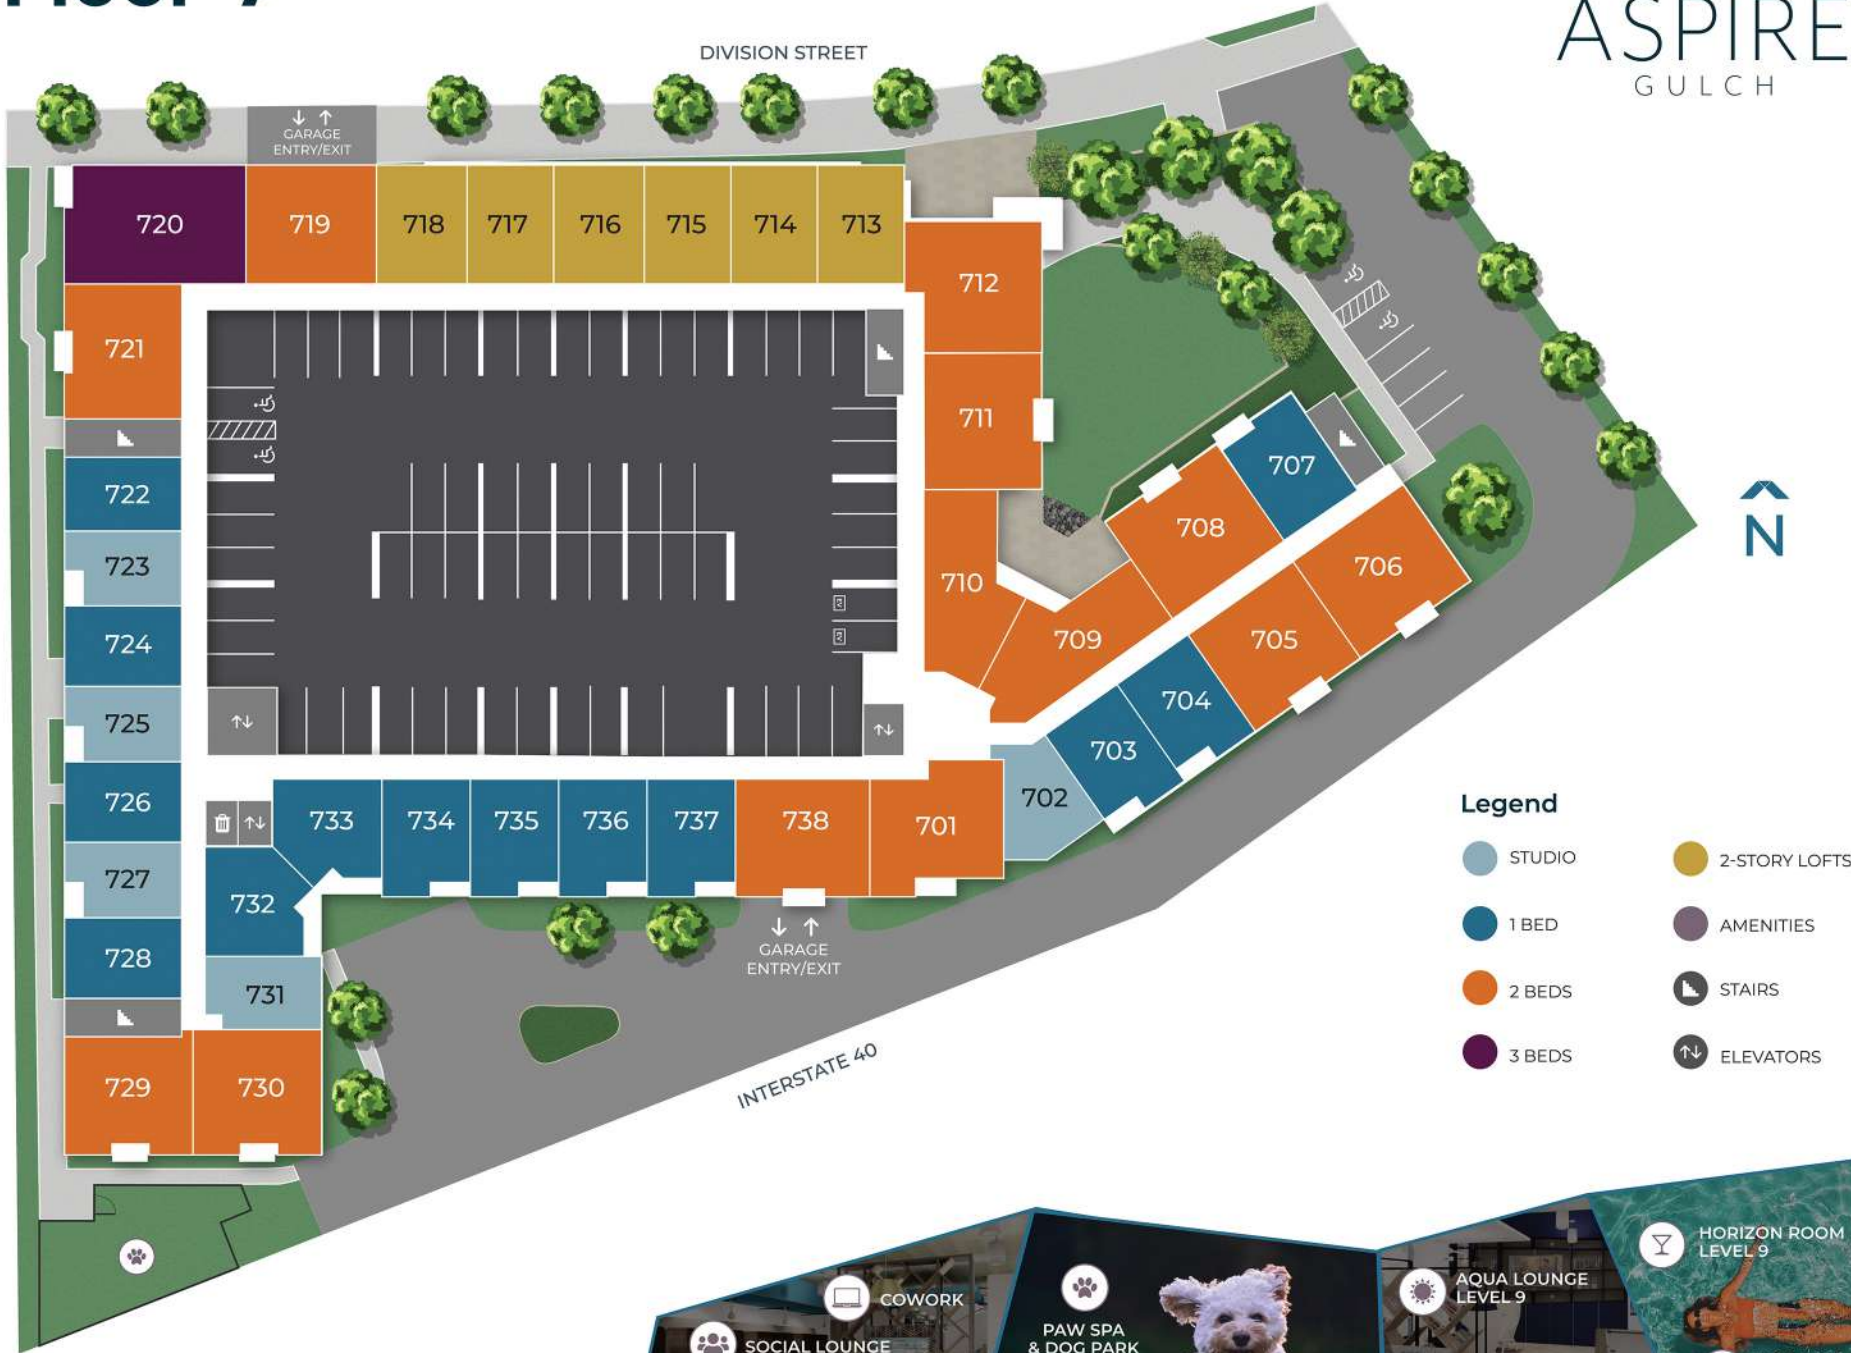 DIVISION STREET
ASPIRE
GULCH
GARAGE
ENTRY/EXIT
720
719
718
717
716
715
714
713
712
721
711
722
707
723
708
706
710
724
709
705
725
704
703
726
702
733
734
735
736
737
738
701
727
732
728
731
729
730
GARAGE
ENTRY/EXIT
INTERSTATE 40
N
Legend
STUDIO
2-STORY LOFTS
1 BED
AMENITIES
2 BEDS
STAIRS
3 BEDS
ELEVATORS
COWORK
SOCIAL LOUNGE
PAW SPA
& DOG PARK
AQUA LOUNGE
LEVEL 9
HORIZON ROOM
LEVEL 9